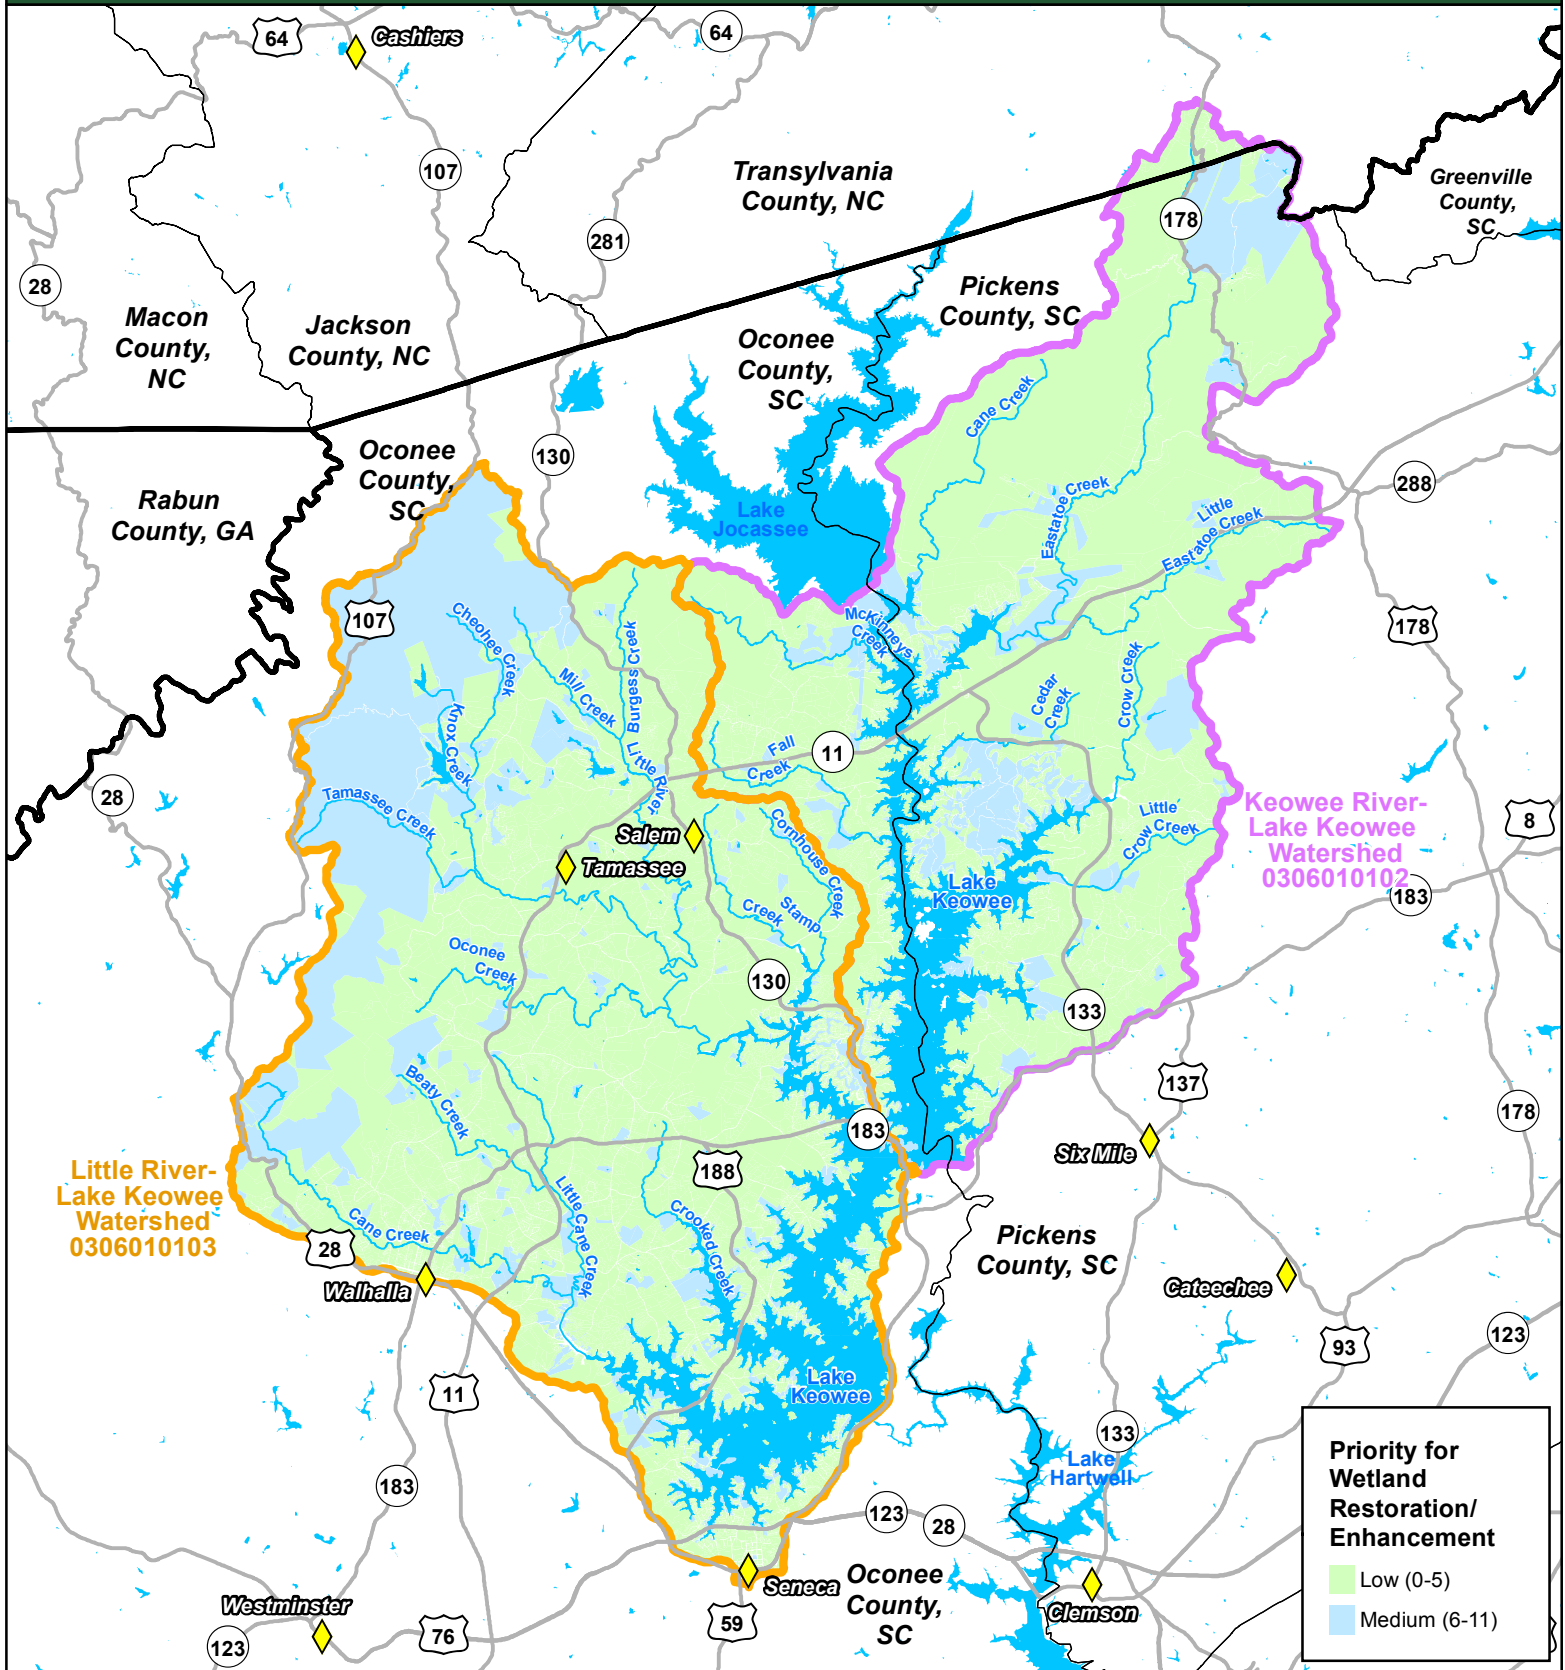 64
Cashiers
64
107
Transylvania
County, NC
Greenville
County,
SC
178
281
28
Pickens
County, SC
Macon
County,
NC
Jackson
County, NC
Oconee
County,
SC
Cane Creek
130
Oconee
County,
SC
288
Rabun
County, GA
Lake
Jocassee
Eastatoe Creek
Little
Eastatoe Creek
107
Cheohee Creek
Mill Creek
Burgess Creek
McKinneys
Creek
178
Knox Creek
Cedar
Creek
Crow Creek
Little River
Fall
Creek
11
28
Tamassee Creek
Salem
Tamassee
Cornhouse Creek
Little
Crow Creek
Keowee River-
Lake Keowee
Watershed
0306010102
8
183
Lake
Keowee
Stamp
Creek
Oconee
Creek
130
133
Beaty Creek
137
178
183
Six Mile
Little River-
Lake Keowee
Watershed
0306010103
188
Little Cane Creek
Crooked Creek
Cane Creek
28
Walhalla
Pickens
County, SC
Cateechee
123
93
11
Lake
Keowee
133
Lake
Hartwell
183
123
28
Oconee
County,
SC
Seneca
Clemson
59
Westminster
76
123
Priority for
Wetland
Restoration/
Enhancement
Low (0-5)
Medium (6-11)